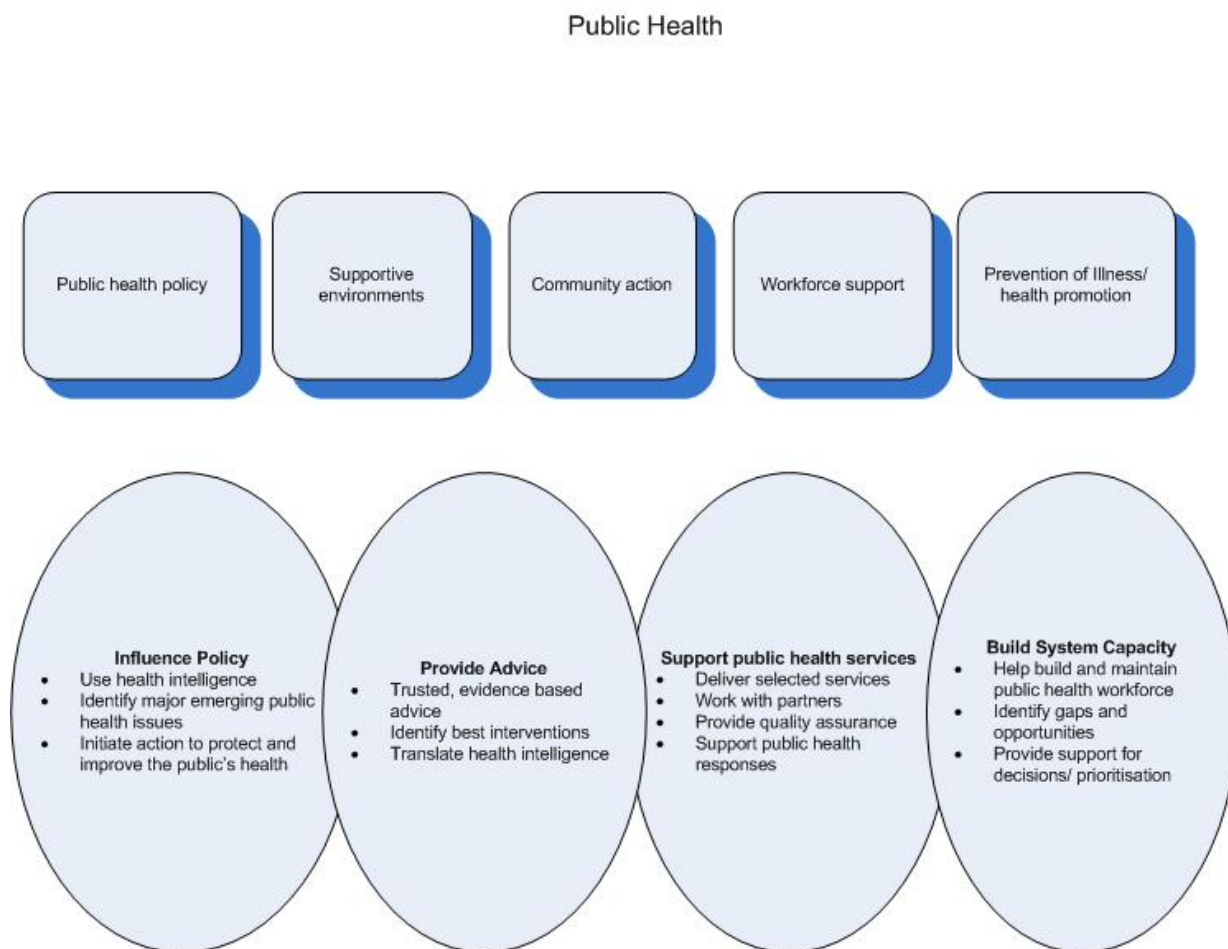 Public Health
Public health policy
Supportive
environments
Community action
Workforce support
Prevention of Illness/
health promotion
Influence Policy
• Use health intelligence
• Identify major emerging public
health issues
• Initiate action to protect and
improve the public's health
Provide Advice
• Trusted, evidence based
advice
• Identify best interventions
• Translate health intelligence
Support public health services
• Deliver selected services
• Work with partners
• Provide quality assurance
• Support public health
responses
Build System Capacity
• Help build and maintain
public health workforce
• Identify gaps and
opportunities
• Provide support for
decisions/ prioritisation